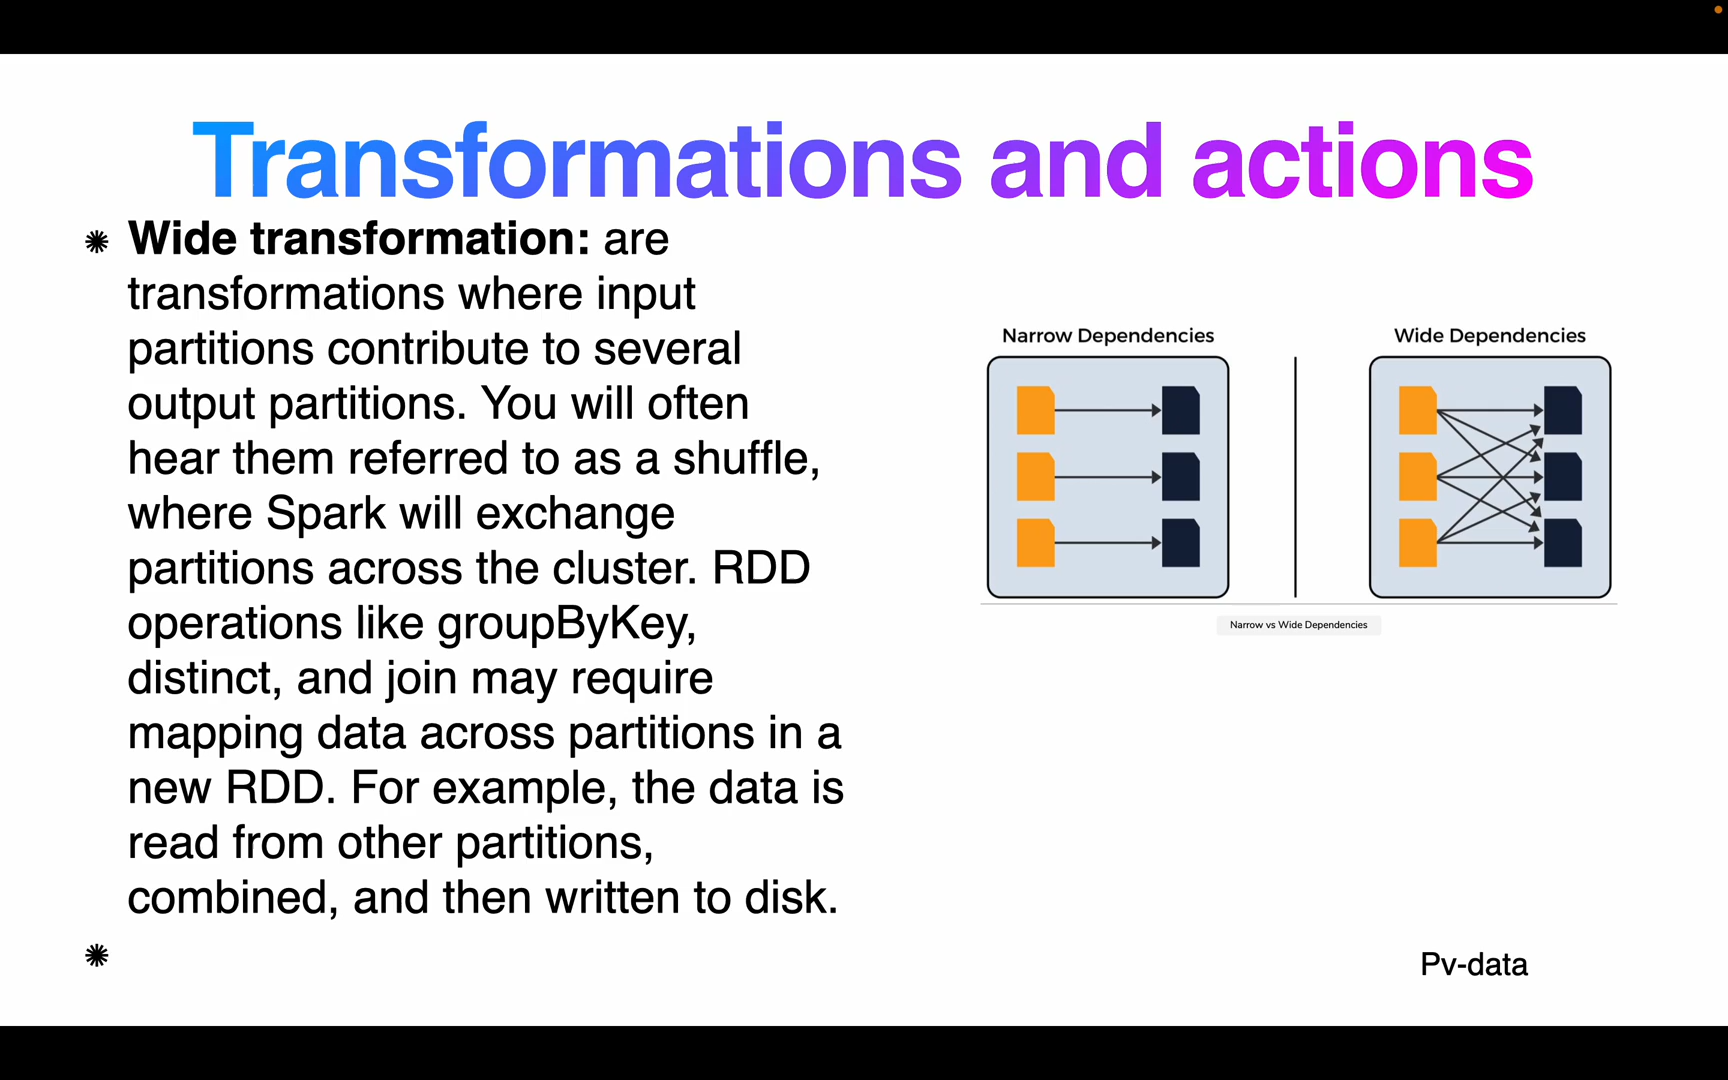 Transformations and actions
Wide transformation: are
transformations where input
partitions contribute to several
output partitions. You will often
hear them referred to as a shuffle,
where Spark will exchange
partitions across the cluster. RDD
operations like groupByKey,
distinct, and join may require
mapping data across partitions in a
new RDD. For example, the data is
read from other partitions,
combined, and then written to disk.
Narrow Dependencies
Wide Dependencies
Narrow vs Wide Dependencies
Pv-data